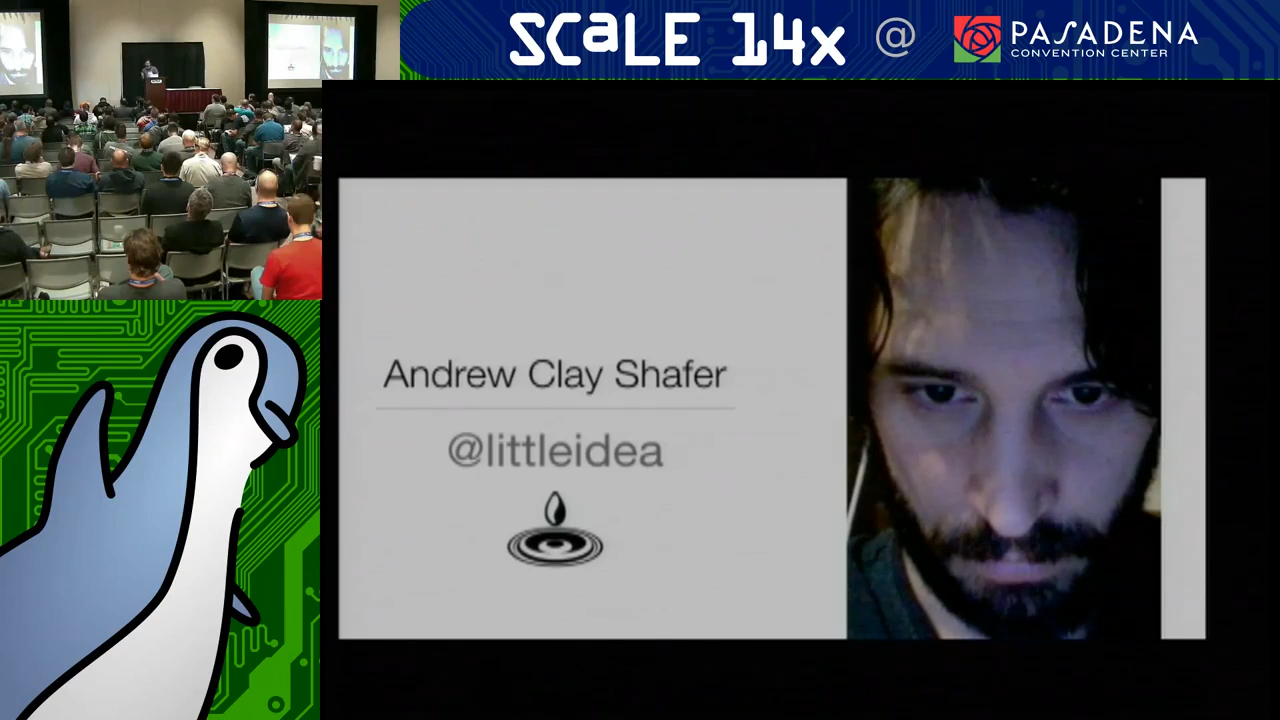 SCaLE 14x @ PASADENA
CONVENTION CENTER
Andrew Clay Shafer
@littleidea